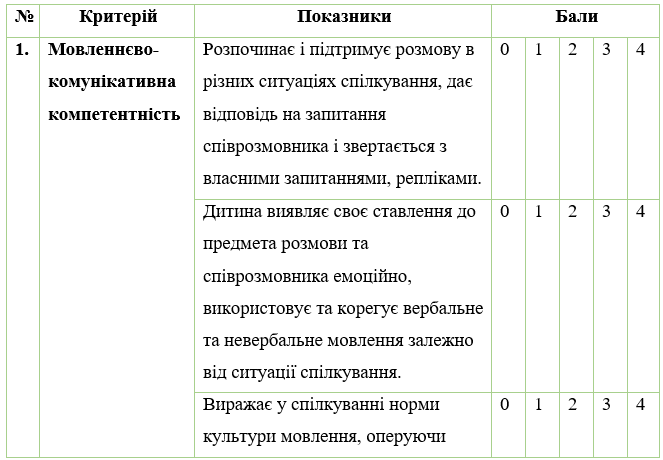 № Критерій Показники Бали
1. Мовленнєво- Розпочинає і підтримує розмову в 0 1 2 3 4
комунікативна різних ситуаціях спілкування, дає
компетентність відповідь на запитання
співрозмовника і звертається з
власними запитаннями, репліками.
Дитина виявляє своє ставлення до 0 1 2 3 4
предмета розмови та
співрозмовника емоційно,
використовує та корегує вербальне
та невербальне мовлення залежно
від ситуації спілкування.
Виражає у спілкуванні норми 0 1 2 3 4
культури мовлення, оперуючи